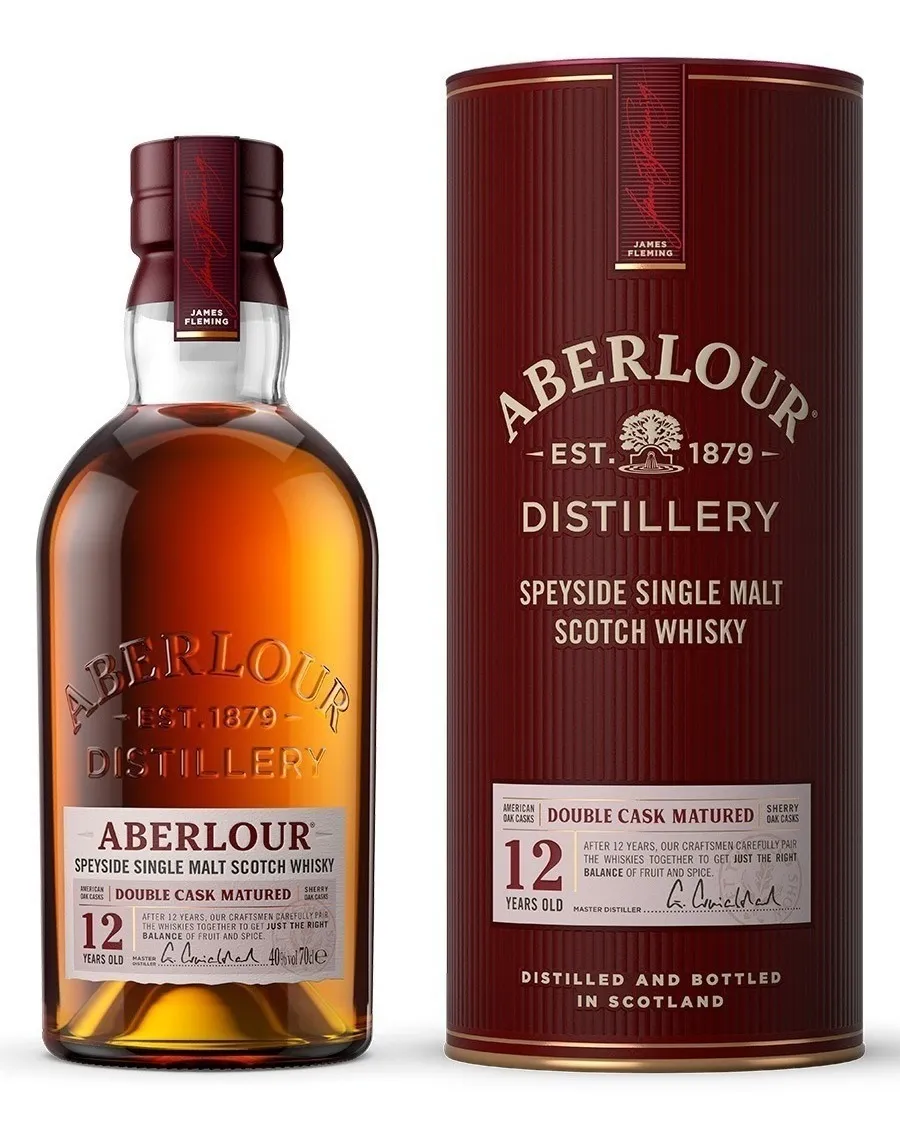 JAMES
FLEMING
ABERLOUR
EST. 1879
DISTILLERY
ABERLOUR®
SPEYSIDE SINGLE MALT SCOTCH WHISKY
AMERICAN
OAK CASKS
DOUBLE CASK MATURED
SHERRY
OAK CASKS
12
YEARS OLD
AFTER 12 YEARS, OUR CRAFTSMEN CAREFULLY PAIR
THE WHISKIES TOGETHER TO GET JUST THE RIGHT
BALANCE OF FRUIT AND SPICE.
MASTER
DISTILLER
40%vol 70cl e
JAMES
FLEMING
ABERLOUR®
EST. 1879
DISTILLERY
SPEYSIDE SINGLE MALT
SCOTCH WHISKY
AMERICAN
OAK CASKS
DOUBLE CASK MATURED
SHERRY
OAK CASKS
12
YEARS OLD
AFTER 12 YEARS, OUR CRAFTSMEN CAREFULLY PAIR
THE WHISKIES TOGETHER TO GET JUST THE RIGHT
BALANCE OF FRUIT AND SPICE.
MASTER DISTILLER
DISTILLED AND BOTTLED
IN SCOTLAND